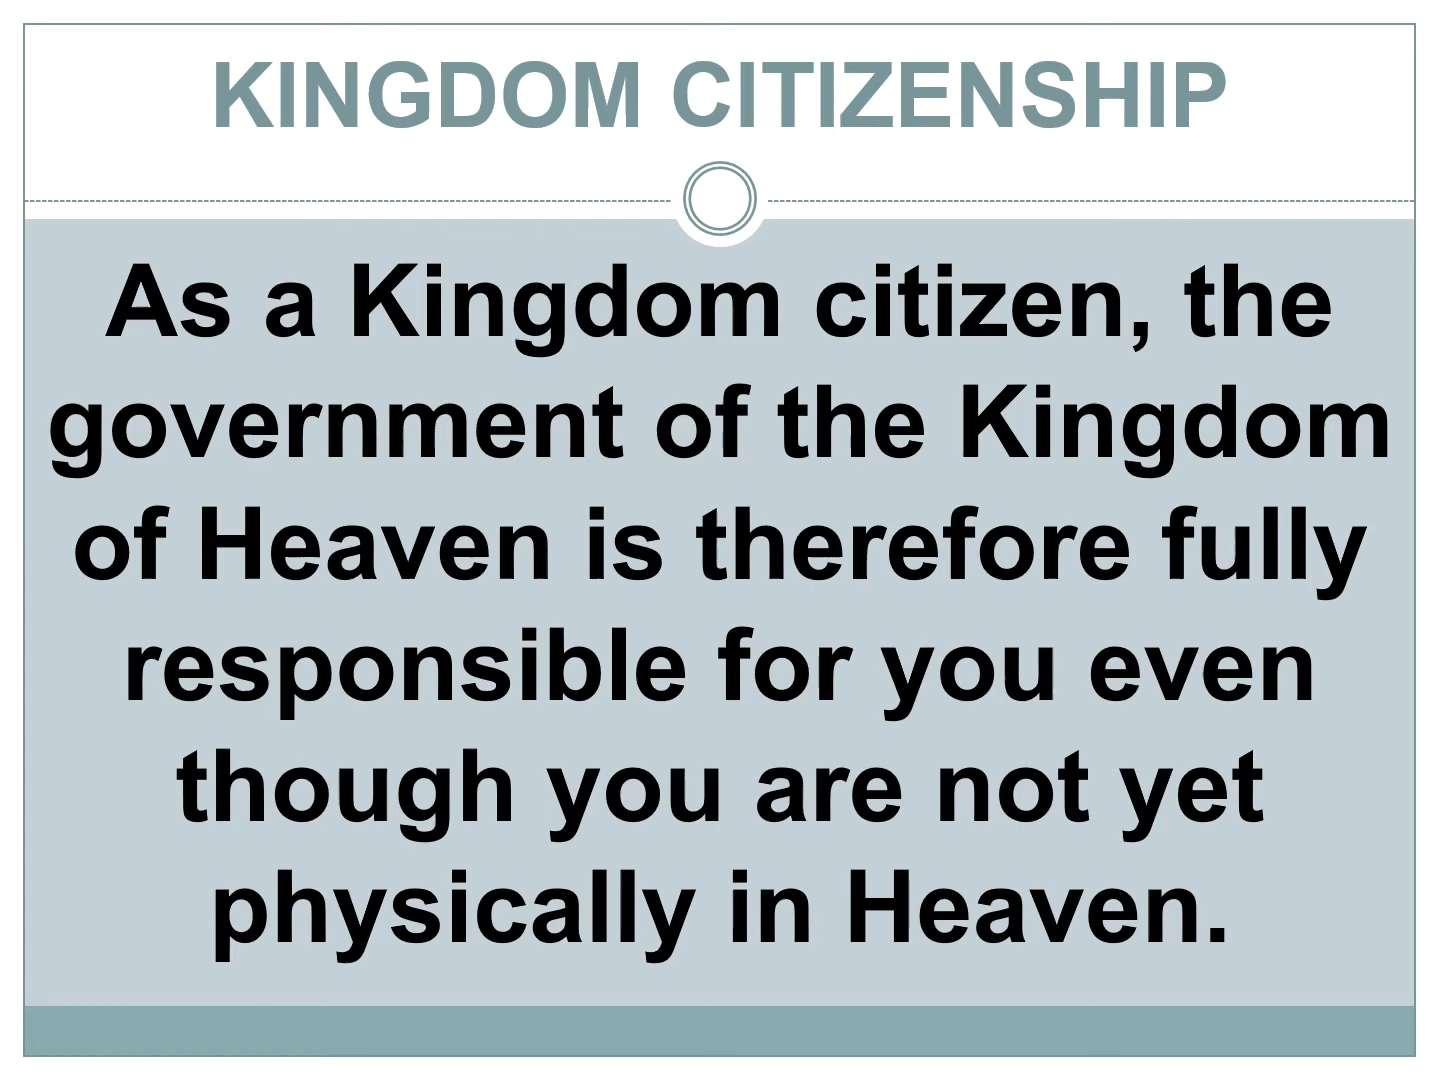 KINGDOM CITIZENSHIP
As a Kingdom citizen, the
government of the Kingdom
of Heaven is therefore fully
responsible for you even
though you are not yet
physically in Heaven.